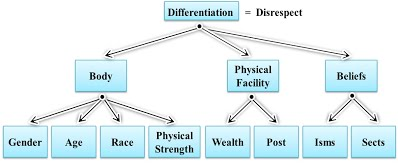 Differentiation = Disrespect
Body
Physical
Facility
Beliefs
Gender
Age
Race
Physical
Strength
Wealth
Post
Isms
Sects